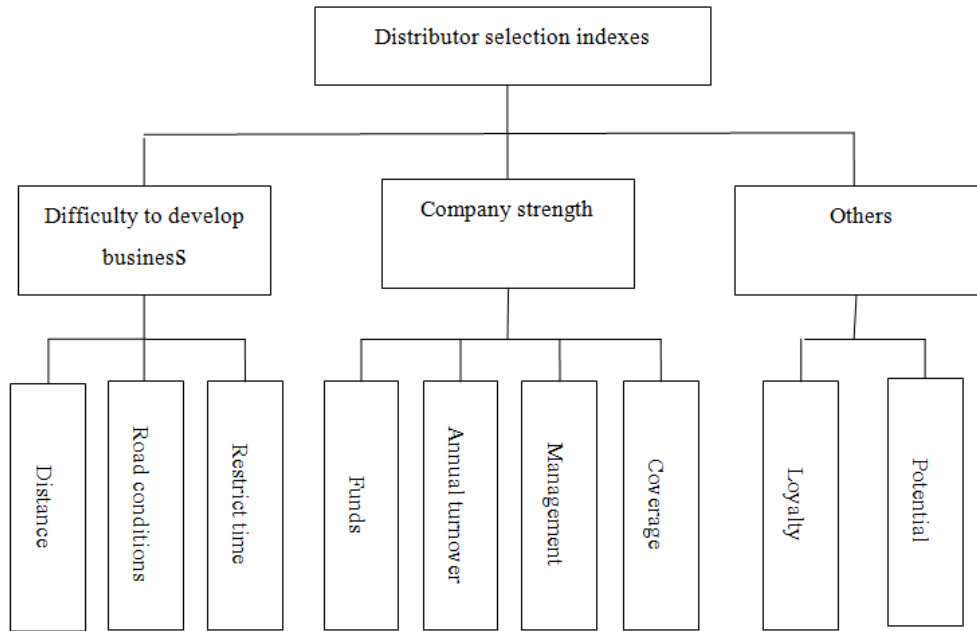 Distributor selection indexes
Difficulty to develop
businesS
Company strength
Others
Distance
Road conditions
Restrict time
Funds
Annual turnover
Management
Coverage
Loyalty
Potential